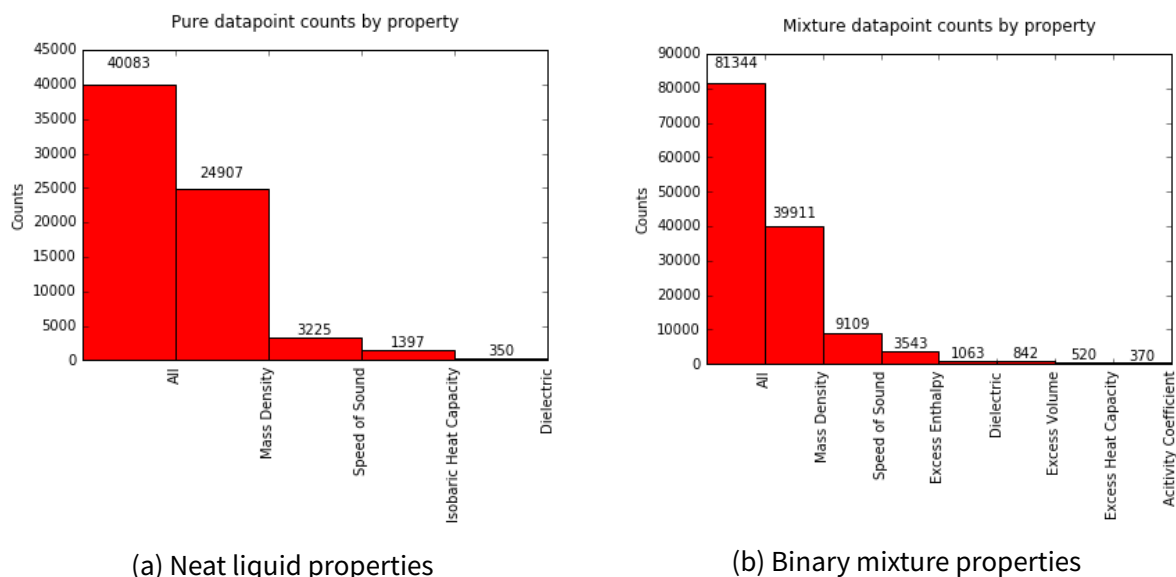 Pure datapoint counts by property
45000
40000
35000
30000
25000
20000
15000
10000
5000
0
Counts
40083
24907
3225
1397
350
All
Mass Density
Speed of Sound
Isobaric Heat Capacity
Dielectric
(a) Neat liquid properties
Mixture datapoint counts by property
90000
80000
70000
60000
50000
40000
30000
20000
10000
0
Counts
81344
39911
9109
3543
1063
842
520
370
All
Mass Density
Speed of Sound
Excess Enthalpy
Dielectric
Excess Volume
Excess Heat Capacity
Acitivity Coefficient
(b) Binary mixture properties